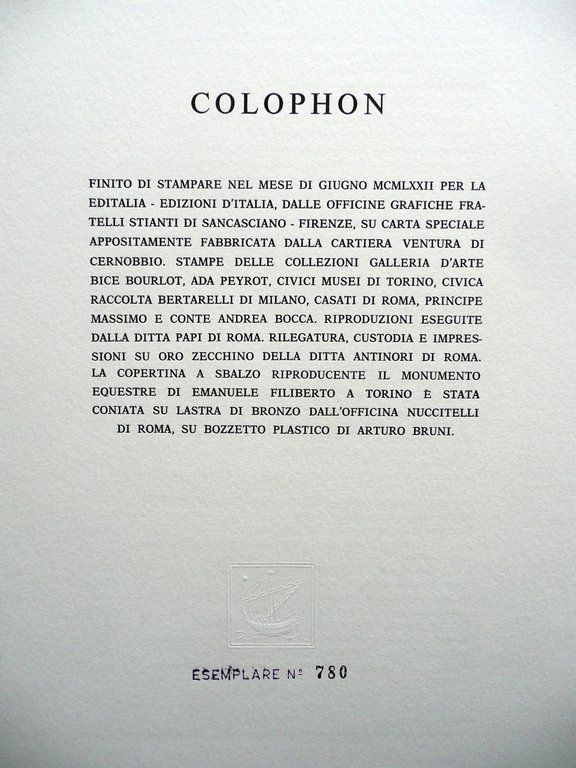 COLOPHON
FINITO DI STAMPARE NEL MESE DI GIUGNO MCMLXXII PER LA
EDITALIA - EDIZIONI D'ITALIA, DALLE OFFICINE GRAFICHE FRA-
TELLI STIANTI DI SANCASCIANO - FIRENZE, SU CARTA SPECIALE
APPOSITAMENTE FABBRICATA DALLA CARTIERA VENTURA DI
CERNOBBIO. STAMPE DELLE COLLEZIONI GALLERIA D'ARTE
BICE BOURLOT, ADA PEYROT, CIVICI MUSEI DI TORINO, CIVICA
RACCOLTA BERTARELLI DI MILANO, CASATI DI ROMA, PRINCIPE
MASSIMO E CONTE ANDREA BOCCA. RIPRODUZIONI ESEGUITE
DALLA DITTA PAPI DI ROMA. RILEGATURA, CUSTODIA E IMPRES-
SIONI SU ORO ZECCHINO DELLA DITTA ANTINORI DI ROMA.
LA COPERTINA A SBALZO RIPRODUCENTE IL MONUMENTO
EQUESTRE DI EMANUELE FILIBERTO A TORINO È STATA
CONIATA SU LASTRA DI BRONZO DALL'OFFICINA NUCCITELLI
DI ROMA, SU BOZZETTO PLASTICO DI ARTURO BRUNI.
ESEMPLARE Nº 780